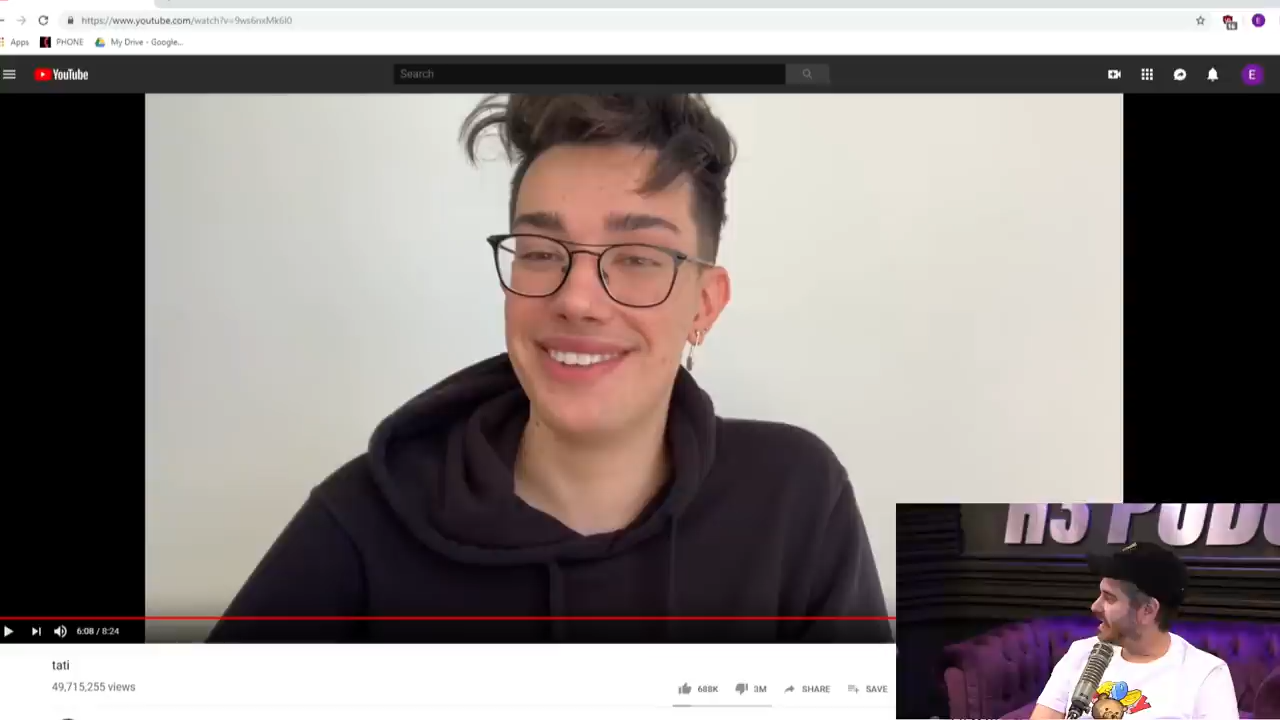 https://www.youtube.com/watch?v=9ws6nxMk6I0
Apps PHONE My Drive - Google...
YouTube
Search
E
6:08 / 8:24
tati
49,715,255 views
688K 3M SHARE SAVE
H3 PODC